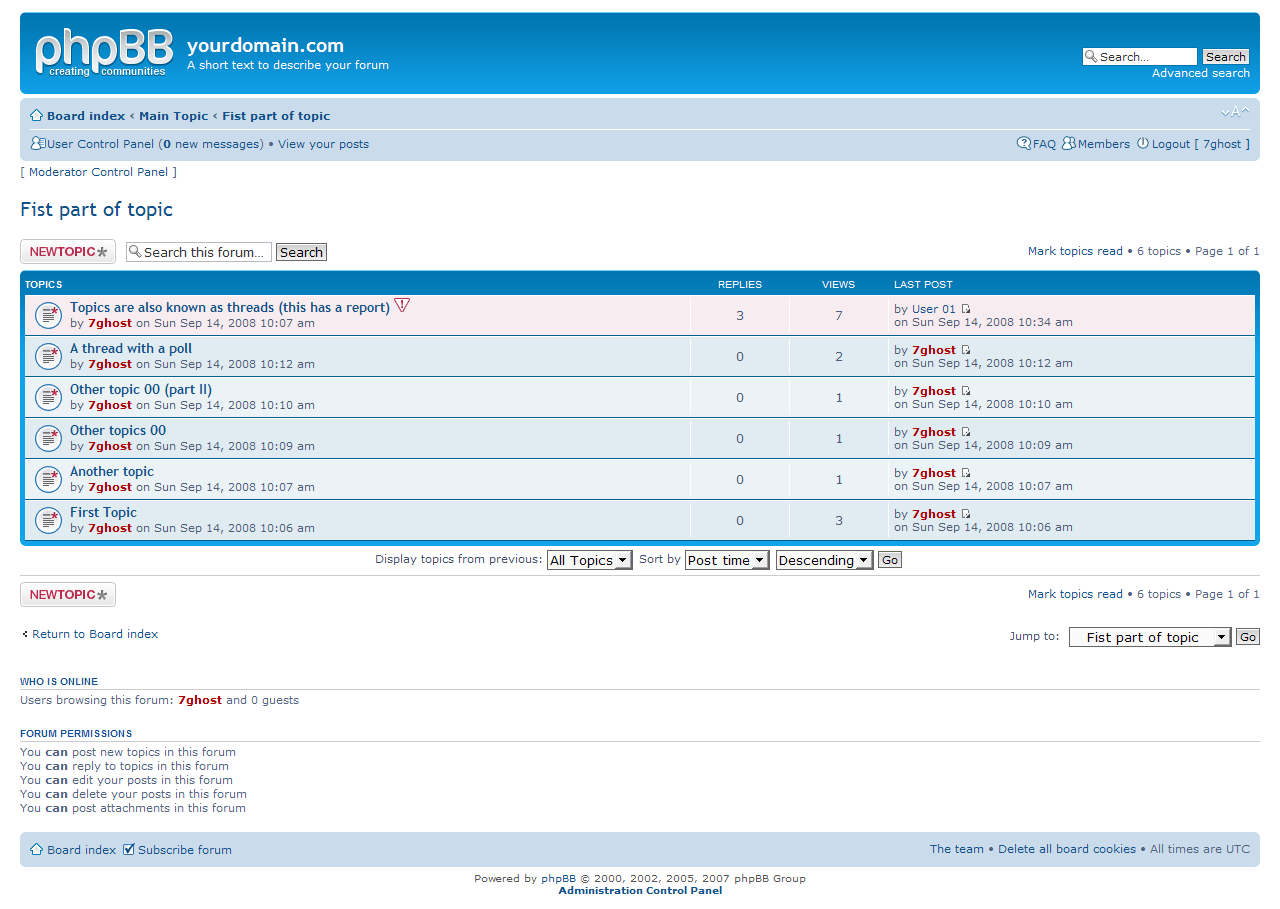 phpBB
creating communities
yourdomain.com
A short text to describe your forum
Search... Search
Advanced search
Board index ‹ Main Topic ‹ Fist part of topic
A
User Control Panel (0 new messages) • View your posts
FAQ Members Logout [ 7ghost ]
[ Moderator Control Panel ]
Fist part of topic
NEWTOPIC* Search this forum... Search
Mark topics read • 6 topics • Page 1 of 1
TOPICS REPLIES VIEWS LAST POST
Topics are also known as threads (this has a report) !
by 7ghost on Sun Sep 14, 2008 10:07 am
3 7
by User 01
on Sun Sep 14, 2008 10:34 am
A thread with a poll
by 7ghost on Sun Sep 14, 2008 10:12 am
0 2
by 7ghost
on Sun Sep 14, 2008 10:12 am
Other topic 00 (part II)
by 7ghost on Sun Sep 14, 2008 10:10 am
0 1
by 7ghost
on Sun Sep 14, 2008 10:10 am
Other topics 00
by 7ghost on Sun Sep 14, 2008 10:09 am
0 1
by 7ghost
on Sun Sep 14, 2008 10:09 am
Another topic
by 7ghost on Sun Sep 14, 2008 10:07 am
0 1
by 7ghost
on Sun Sep 14, 2008 10:07 am
First Topic
by 7ghost on Sun Sep 14, 2008 10:06 am
0 3
by 7ghost
on Sun Sep 14, 2008 10:06 am
Display topics from previous: All Topics Sort by Post time Descending Go
NEWTOPIC*
Mark topics read • 6 topics • Page 1 of 1
Return to Board index
Jump to: Fist part of topic Go
WHO IS ONLINE
Users browsing this forum: 7ghost and 0 guests
FORUM PERMISSIONS
You can post new topics in this forum
You can reply to topics in this forum
You can edit your posts in this forum
You can delete your posts in this forum
You can post attachments in this forum
Board index Subscribe forum
The team • Delete all board cookies • All times are UTC
Powered by phpBB © 2000, 2002, 2005, 2007 phpBB Group
Administration Control Panel